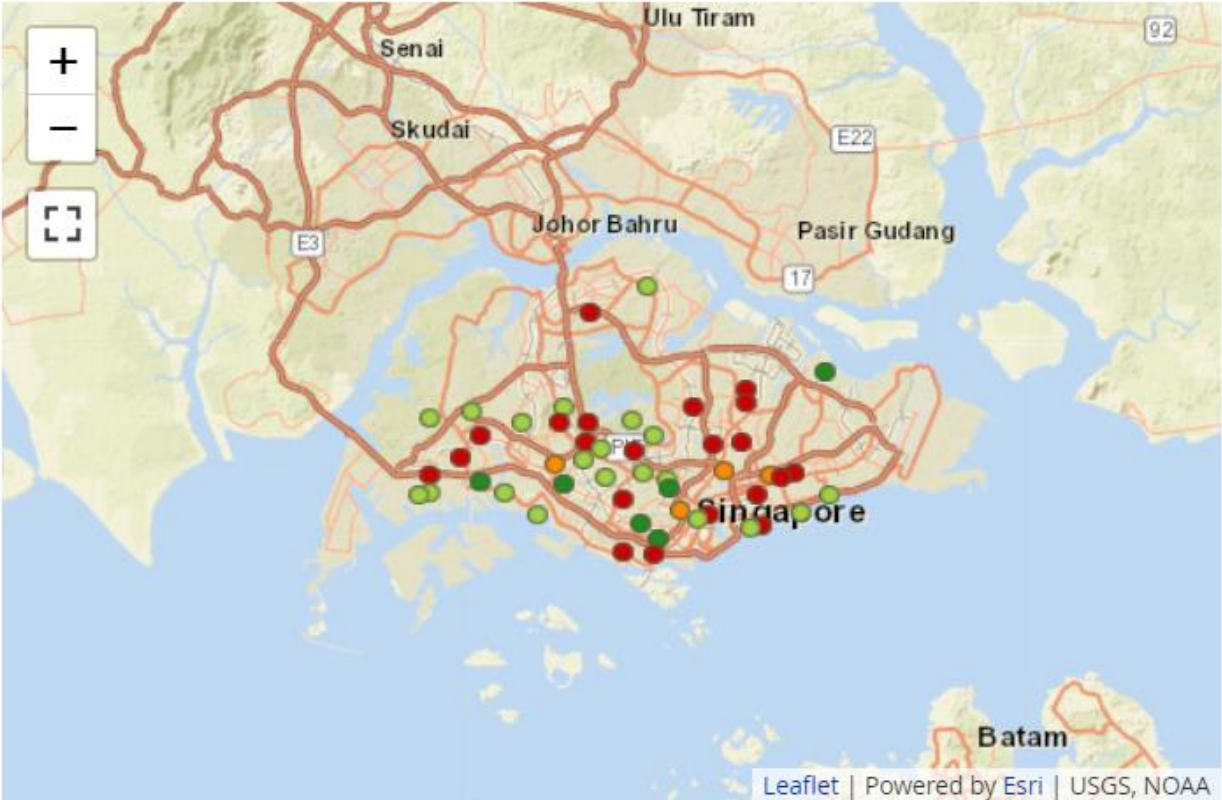 Ulu Tiram
92
+
Senai
−
Skudai
E22
Johor Bahru
Pasir Gudang
E3
17
Singapore
Batam
Leaflet | Powered by Esri | USGS, NOAA